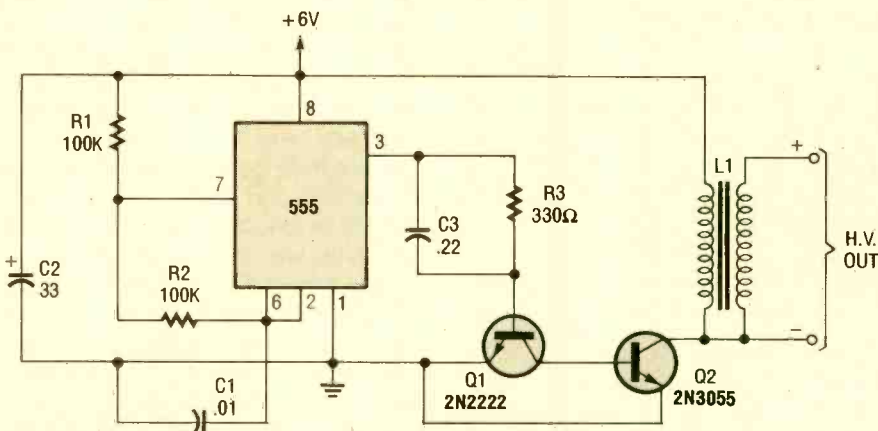 +6V
R1
100K
8
3
7
555
R3
330Ω
C3
.22
L1
+
H.V.
OUT
−
+
C2
33
R2
100K
6
2
1
C1
.01
Q1
2N2222
Q2
2N3055